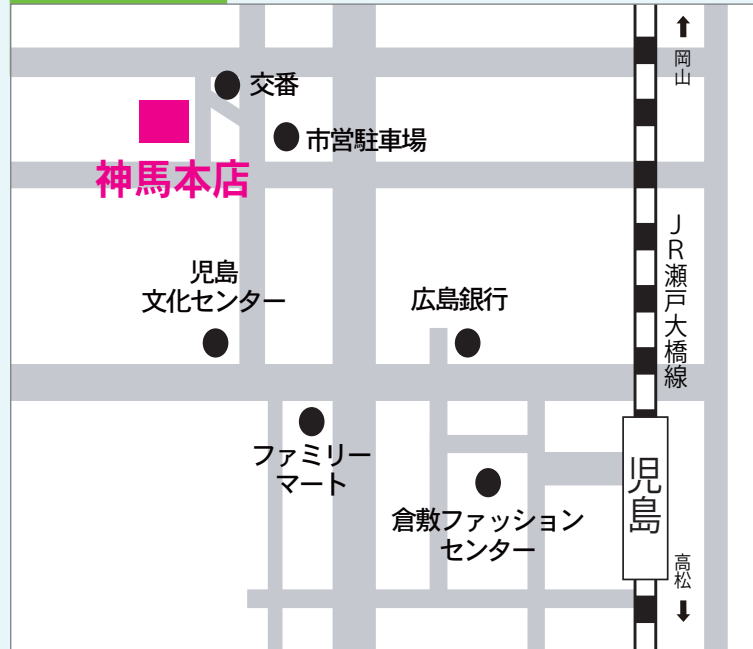 ↑
岡山
交番
市営駐車場
神馬本店
JR瀬戸大橋線
児島
文化センター
広島銀行
ファミリー
マート
児島
倉敷ファッション
センター
高松
↓